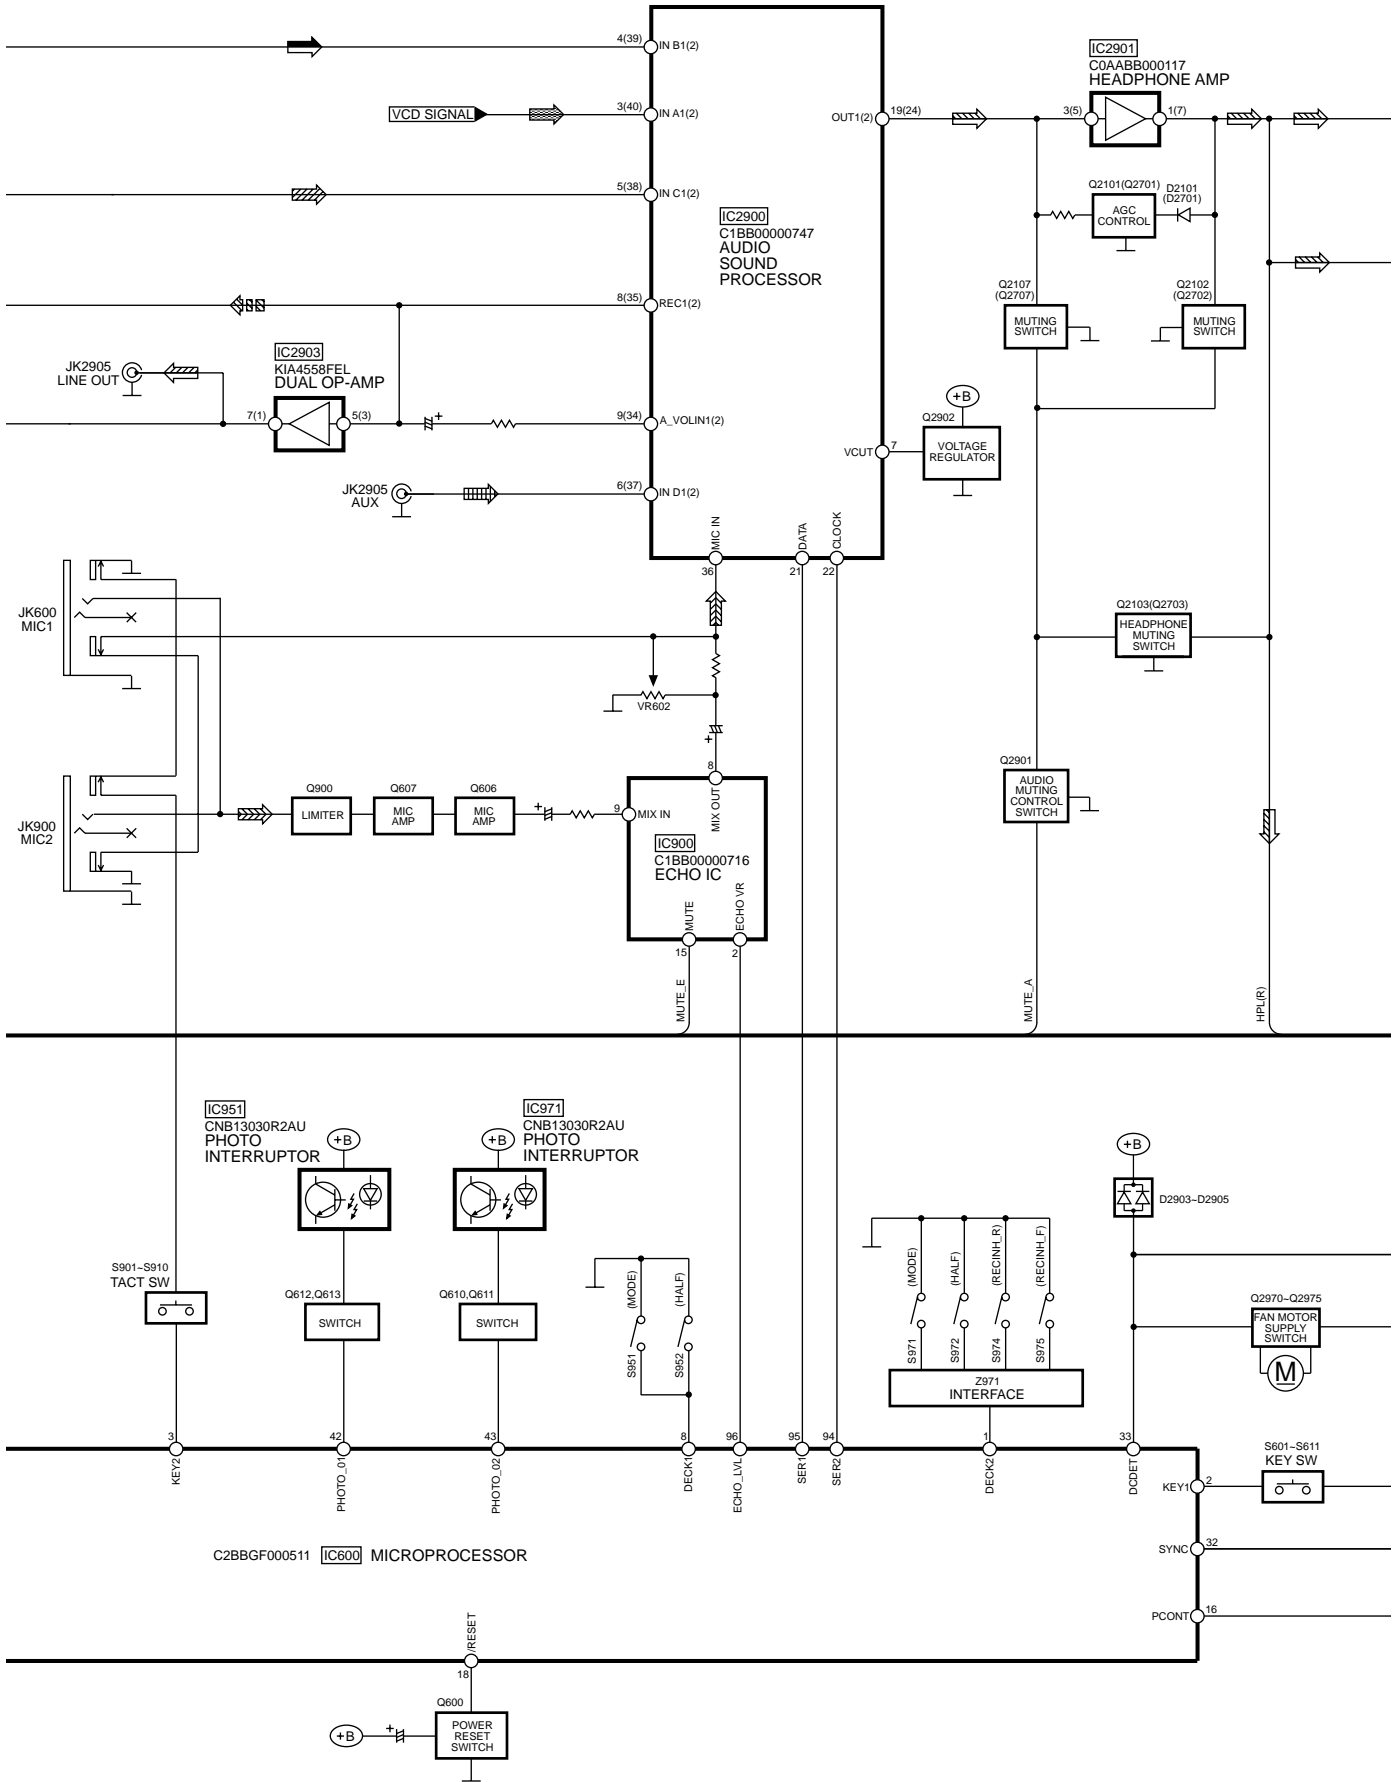 4(39)
IN B1(2)
IC2901
C0AABB000117
HEADPHONE AMP
VCD SIGNAL
3(40)
IN A1(2)
OUT1(2)
19(24)
3(5)
1(7)
5(38)
IN C1(2)
Q2101(Q2701)
D2101
(D2701)
AGC
CONTROL
IC2900
C1BB00000747
AUDIO
SOUND
PROCESSOR
8(35)
REC1(2)
Q2107
(Q2707)
MUTING
SWITCH
Q2102
(Q2702)
MUTING
SWITCH
JK2905
LINE OUT
IC2903
KIA4558FEL
DUAL OP-AMP
7(1)
5(3)
+
9(34)
A_VOLIN1(2)
+B
Q2902
VCUT
7
VOLTAGE
REGULATOR
JK2905
AUX
6(37)
IN D1(2)
MIC IN
DATA
CLOCK
36
21
22
JK600
MIC1
Q2103(Q2703)
HEADPHONE
MUTING
SWITCH
VR602
+
8
Q2901
AUDIO
MUTING
CONTROL
SWITCH
JK900
MIC2
Q900
LIMITER
Q607
MIC
AMP
Q606
MIC
AMP
+
9
MIX IN
MIX OUT
IC900
C1BB00000716
ECHO IC
MUTE
ECHO VR
15
2
MUTE_E
MUTE_A
HPL(R)
IC951
CNB13030R2AU
PHOTO
INTERRUPTOR
+B
IC971
CNB13030R2AU
PHOTO
INTERRUPTOR
+B
+B
D2903~D2905
S901~S910
TACT SW
Q612,Q613
SWITCH
Q610,Q611
SWITCH
(MODE)
(HALF)
S951
S952
(MODE)
(HALF)
(RECINH_R)
(RECINH_F)
S971
S972
S974
S975
Z971
INTERFACE
Q2970~Q2975
FAN MOTOR
SUPPLY
SWITCH
M
3
42
43
8
96
95
94
1
33
KEY2
PHOTO_01
PHOTO_02
DECK1
ECHO_LVL
SER1
SER2
DECK2
DCDET
S601~S611
KEY SW
KEY1
2
SYNC
32
PCONT
16
C2BBGF000511 IC600 MICROPROCESSOR
/RESET
18
Q600
+B
+
POWER
RESET
SWITCH